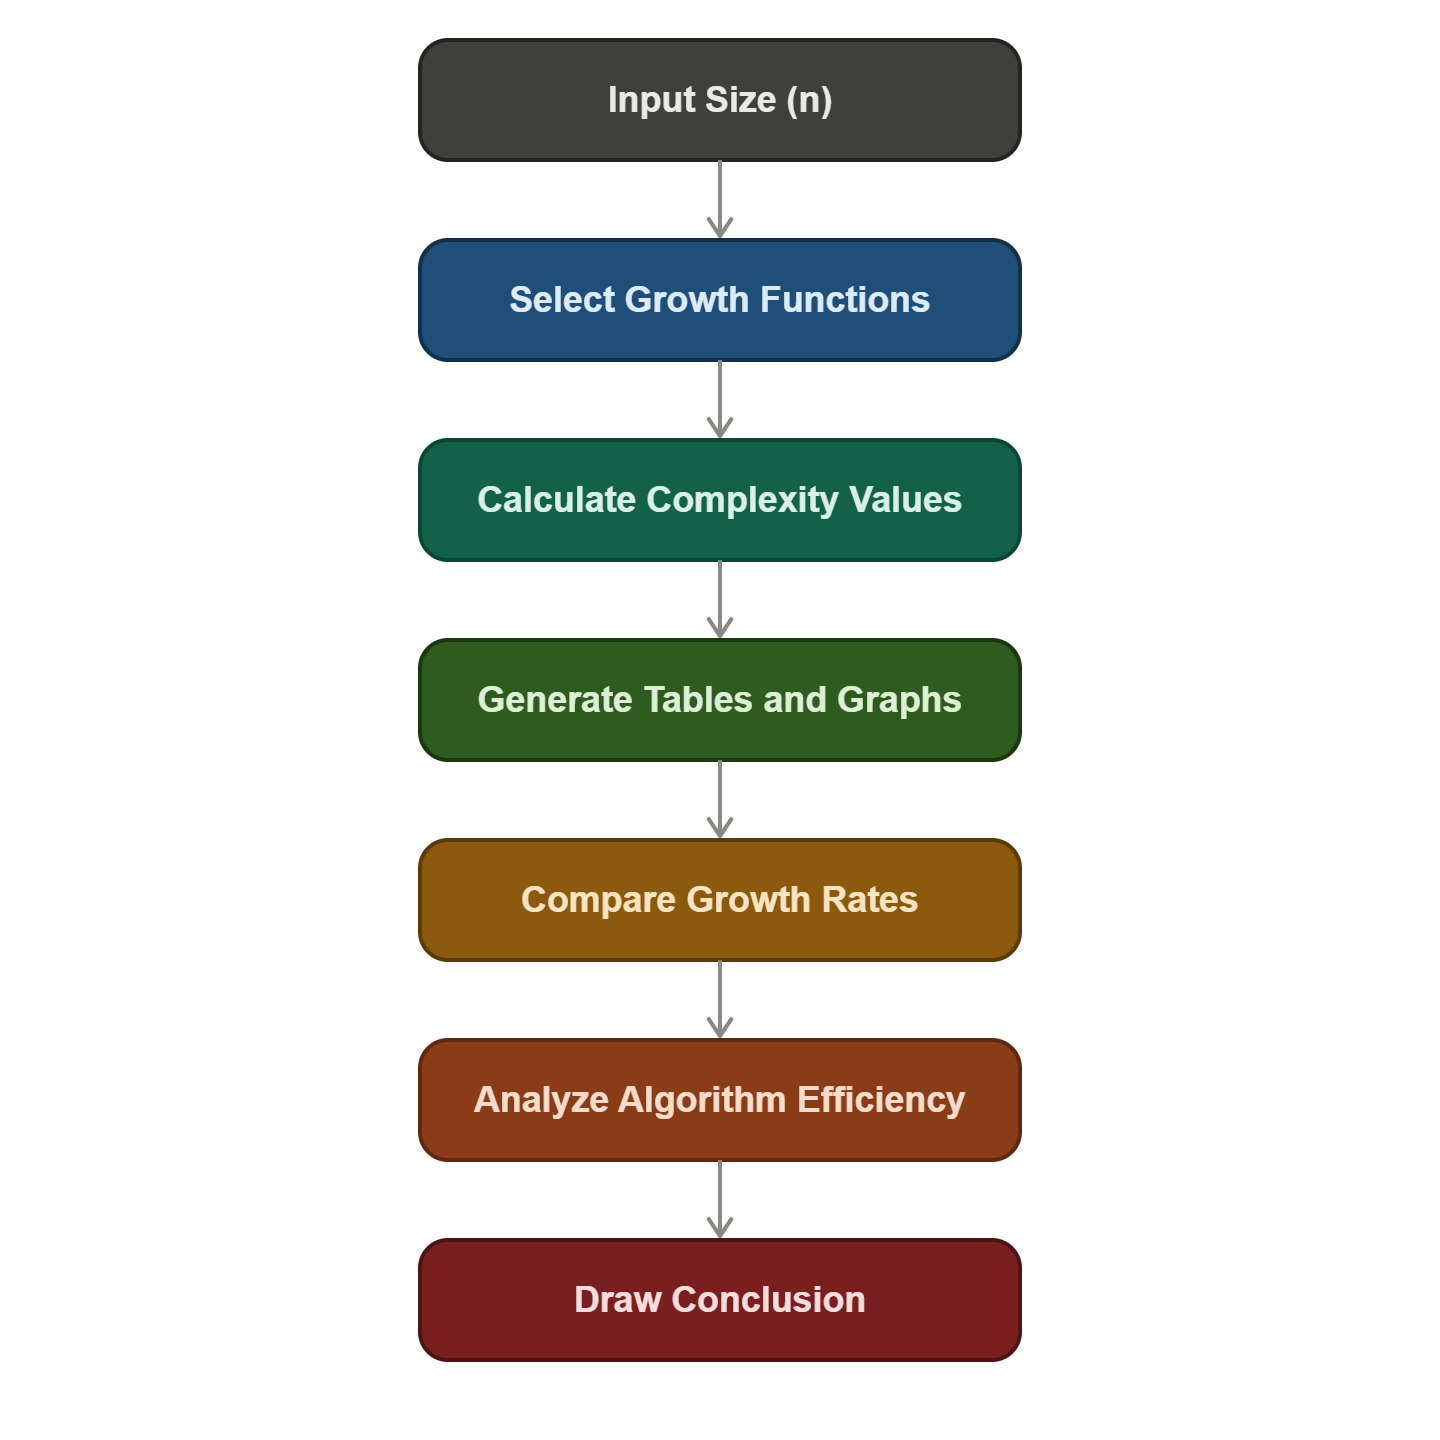 Input Size (n)
Select Growth Functions
Calculate Complexity Values
Generate Tables and Graphs
Compare Growth Rates
Analyze Algorithm Efficiency
Draw Conclusion